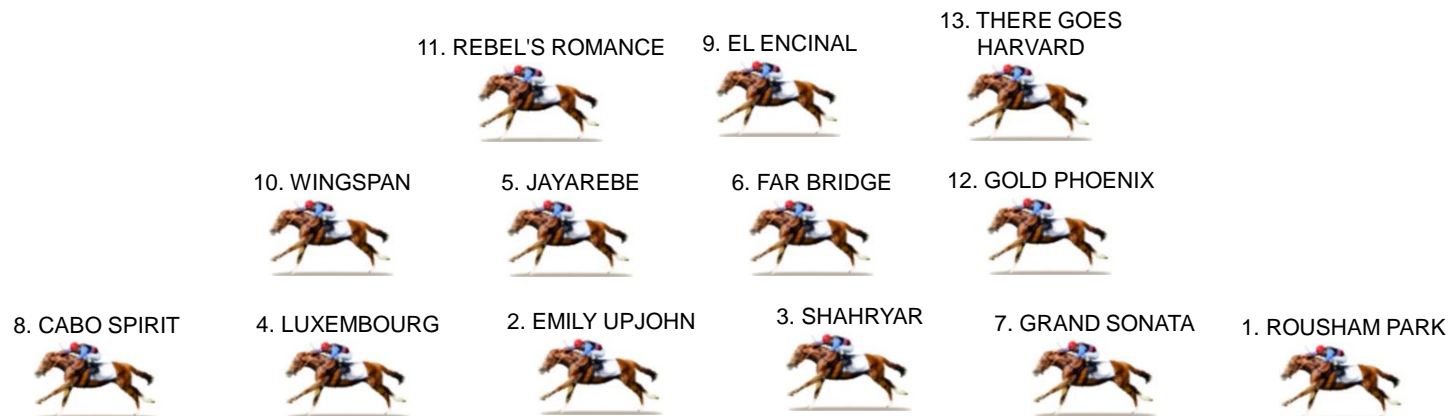 13. THERE GOES
HARVARD
11. REBEL'S ROMANCE
9. EL ENCINAL
10. WINGSPAN
5. JAYAREBE
6. FAR BRIDGE
12. GOLD PHOENIX
8. CABO SPIRIT
4. LUXEMBOURG
2. EMILY UPJOHN
3. SHAHRYAR
7. GRAND SONATA
1. ROUSHAM PARK